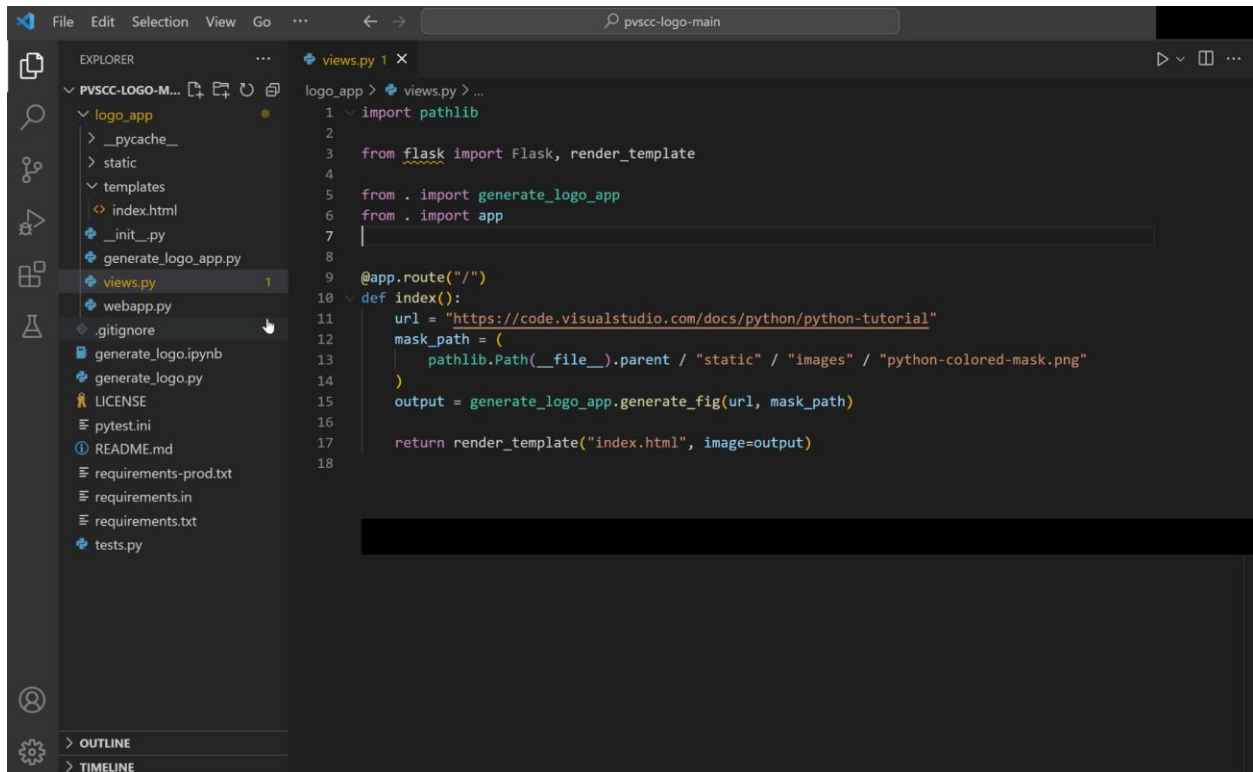 File Edit Selection View Go ... pvscc-logo-main
EXPLORER ...
PVSCC-LOGO-M...
logo_app
__pycache__
static
templates
index.html
__init__.py
generate_logo_app.py
views.py 1
webapp.py
.gitignore
generate_logo.ipynb
generate_logo.py
LICENSE
pytest.ini
README.md
requirements-prod.txt
requirements.in
requirements.txt
tests.py
OUTLINE
TIMELINE
views.py 1
logo_app > views.py > ...
1 import pathlib
2
3 from flask import Flask, render_template
4
5 from . import generate_logo_app
6 from . import app
7
8
9 @app.route("/")
10 def index():
11 url = "https://code.visualstudio.com/docs/python/python-tutorial"
12 mask_path = (
13 pathlib.Path(__file__).parent / "static" / "images" / "python-colored-mask.png"
14 )
15 output = generate_logo_app.generate_fig(url, mask_path)
16
17 return render_template("index.html", image=output)
18